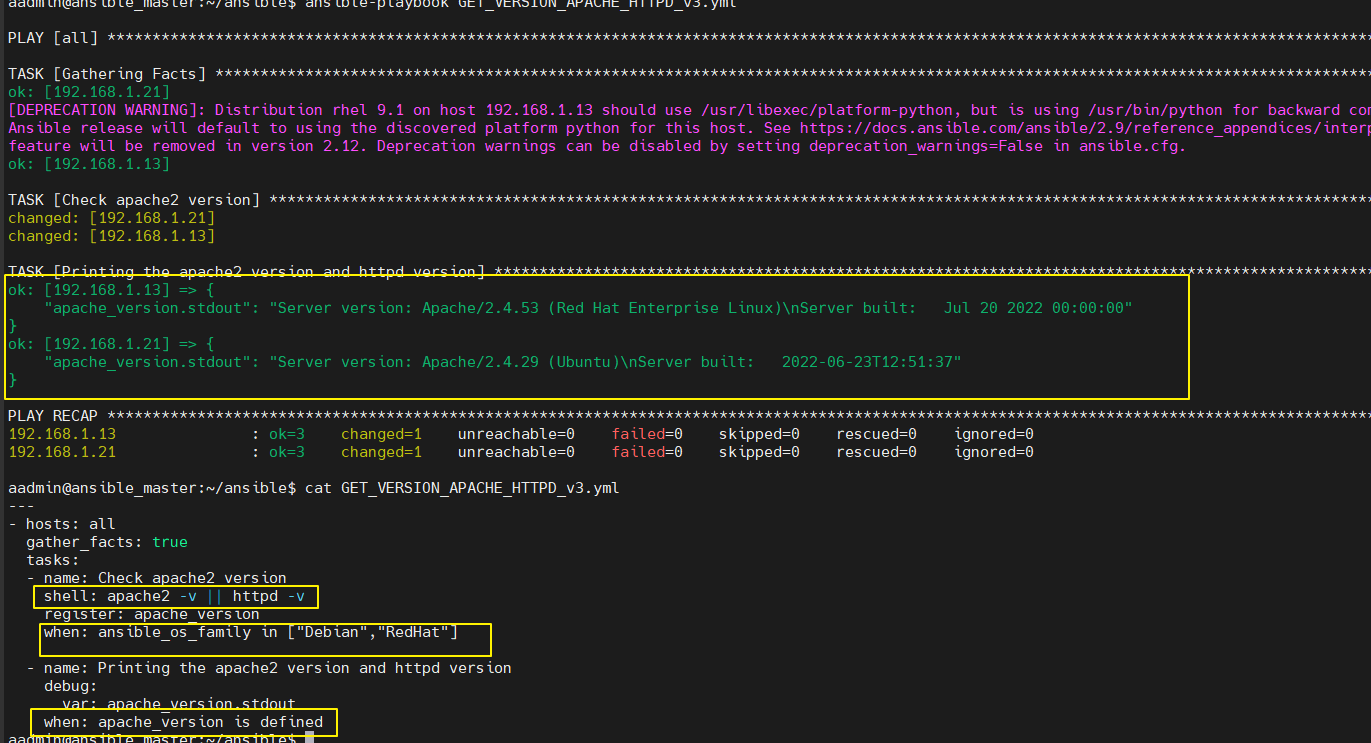 aadmin@ansible_master:~/ansible$ ansible-playbook GET_VERSION_APACHE_HTTPD_v3.yml
PLAY [all] ****************************************************************************************************************************************************
TASK [Gathering Facts] ****************************************************************************************************************************************
ok: [192.168.1.21]
[DEPRECATION WARNING]: Distribution rhel 9.1 on host 192.168.1.13 should use /usr/libexec/platform-python, but is using /usr/bin/python for backward
Ansible release will default to using the discovered platform python for this host. See https://docs.ansible.com/ansible/2.9/reference_appendices/interp
feature will be removed in version 2.12. Deprecation warnings can be disabled by setting deprecation_warnings=False in ansible.cfg.
ok: [192.168.1.13]
TASK [Check apache2 version] **********************************************************************************************************************************
changed: [192.168.1.21]
changed: [192.168.1.13]
TASK [Printing the apache2 version and httpd version] *********************************************************************************************************
ok: [192.168.1.13] => {
    "apache_version.stdout": "Server version: Apache/2.4.53 (Red Hat Enterprise Linux)\nServer built:   Jul 20 2022 00:00:00"
}
ok: [192.168.1.21] => {
    "apache_version.stdout": "Server version: Apache/2.4.29 (Ubuntu)\nServer built:   2022-06-23T12:51:37"
}
PLAY RECAP ****************************************************************************************************************************************************
192.168.1.13               : ok=3    changed=1    unreachable=0    failed=0    skipped=0    rescued=0    ignored=0
192.168.1.21               : ok=3    changed=1    unreachable=0    failed=0    skipped=0    rescued=0    ignored=0
aadmin@ansible_master:~/ansible$ cat GET_VERSION_APACHE_HTTPD_v3.yml
---
- hosts: all
  gather_facts: true
  tasks:
  - name: Check apache2 version
    shell: apache2 -v || httpd -v
    register: apache_version
    when: ansible_os_family in ["Debian","RedHat"]
  - name: Printing the apache2 version and httpd version
    debug:
      var: apache_version.stdout
    when: apache_version is defined
aadmin@ansible_master:~/ansible$